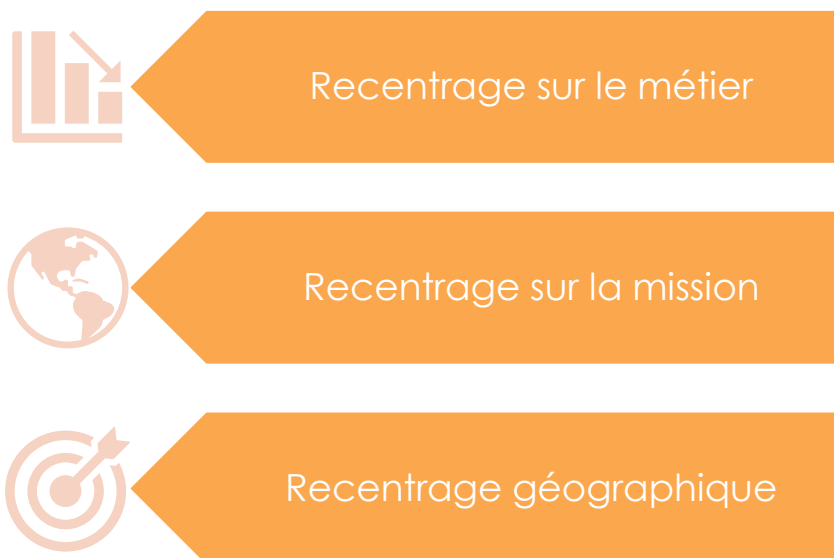 Recentrage sur le métier
Recentrage sur la mission
Recentrage géographique